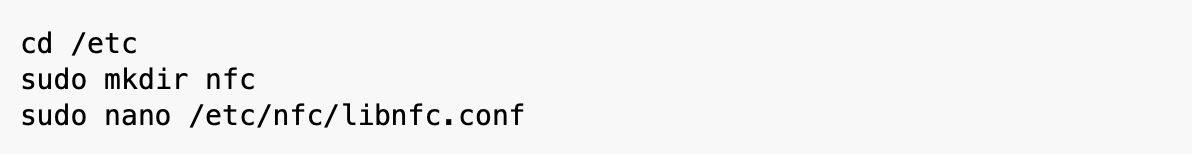 cd /etc
sudo mkdir nfc
sudo nano /etc/nfc/libnfc.conf